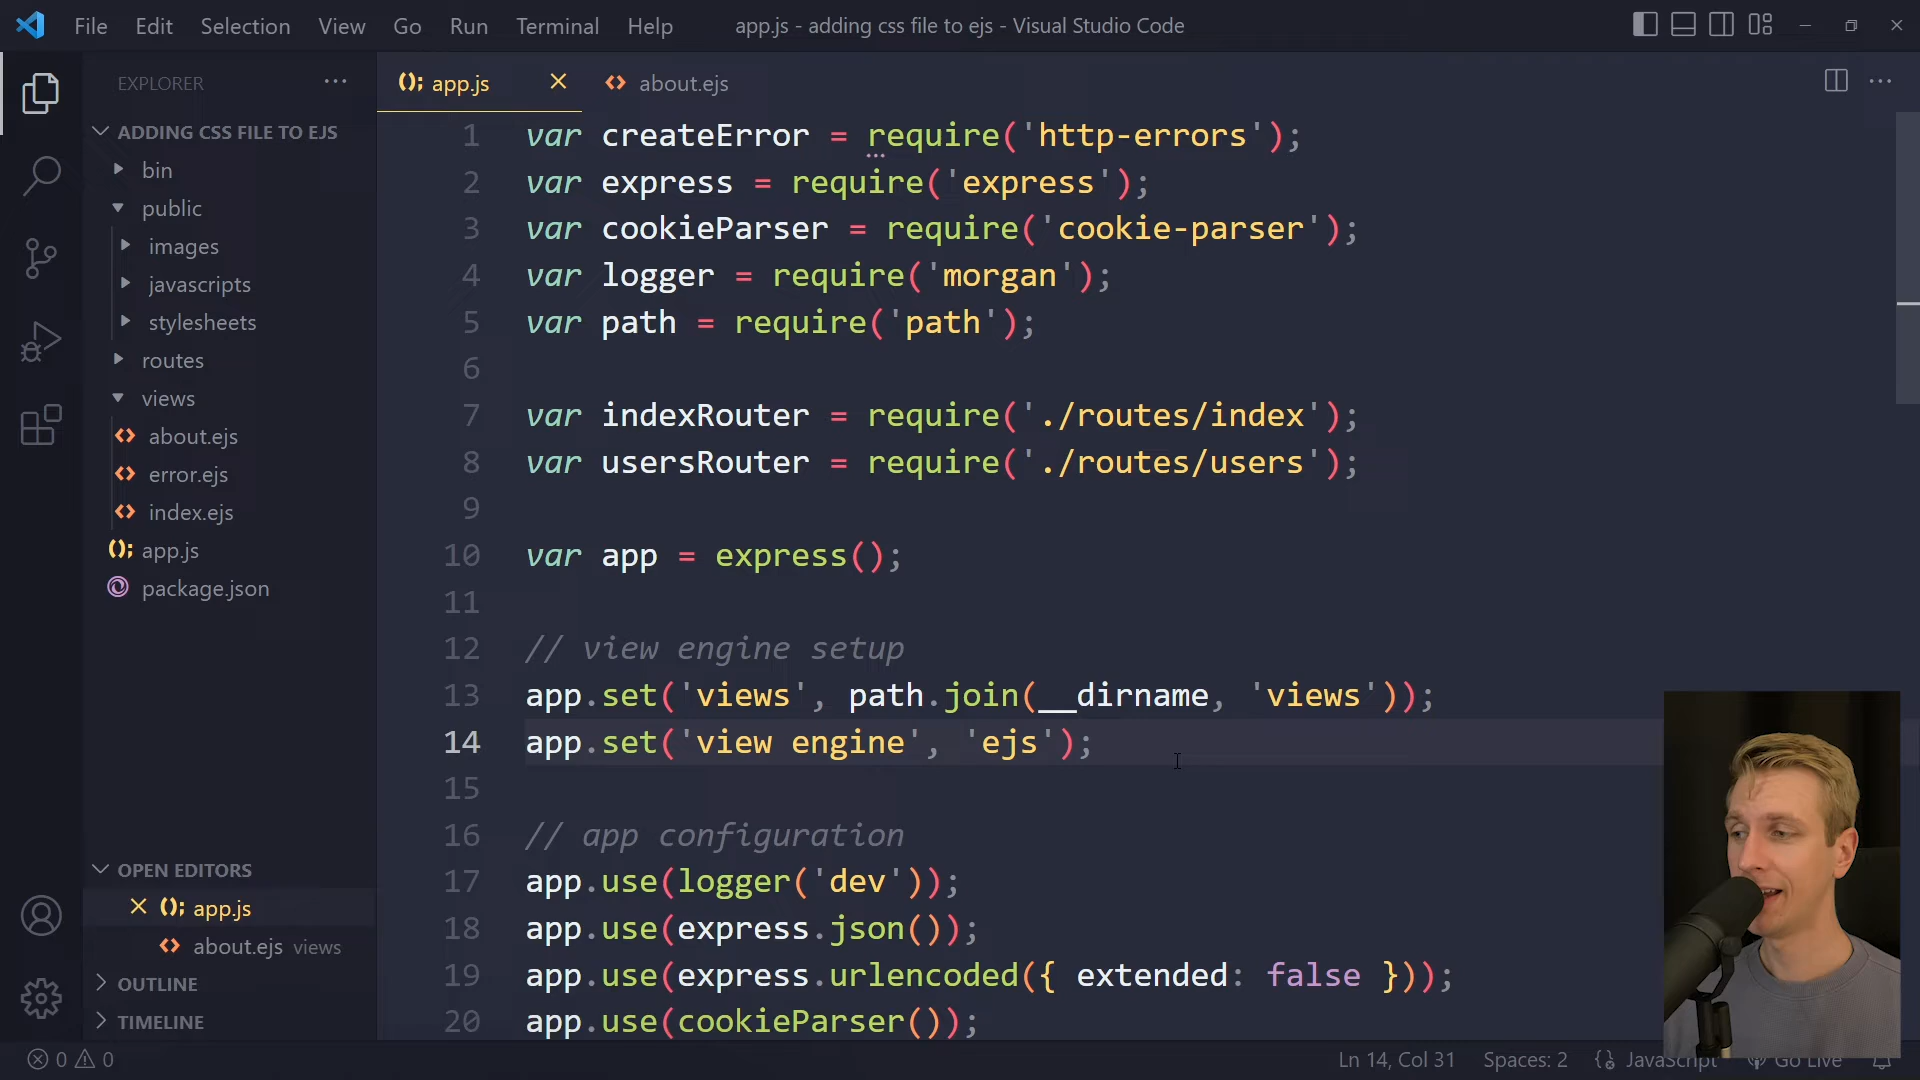 File Edit Selection View Go Run Terminal Help
app.js - adding css file to ejs - Visual Studio Code
EXPLORER
ADDING CSS FILE TO EJS
bin
public
images
javascripts
stylesheets
routes
views
about.ejs
error.ejs
index.ejs
app.js
package.json
OPEN EDITORS
app.js
about.ejs views
OUTLINE
TIMELINE
app.js
about.ejs
1 var createError = require('http-errors');
2 var express = require('express');
3 var cookieParser = require('cookie-parser');
4 var logger = require('morgan');
5 var path = require('path');
6
7 var indexRouter = require('./routes/index');
8 var usersRouter = require('./routes/users');
9
10 var app = express();
11
12 // view engine setup
13 app.set('views', path.join(__dirname, 'views'));
14 app.set('view engine', 'ejs');
15
16 // app configuration
17 app.use(logger('dev'));
18 app.use(express.json());
19 app.use(express.urlencoded({ extended: false }));
20 app.use(cookieParser());
0 0
Ln 14, Col 31 Spaces: 2 JavaScript Go Live